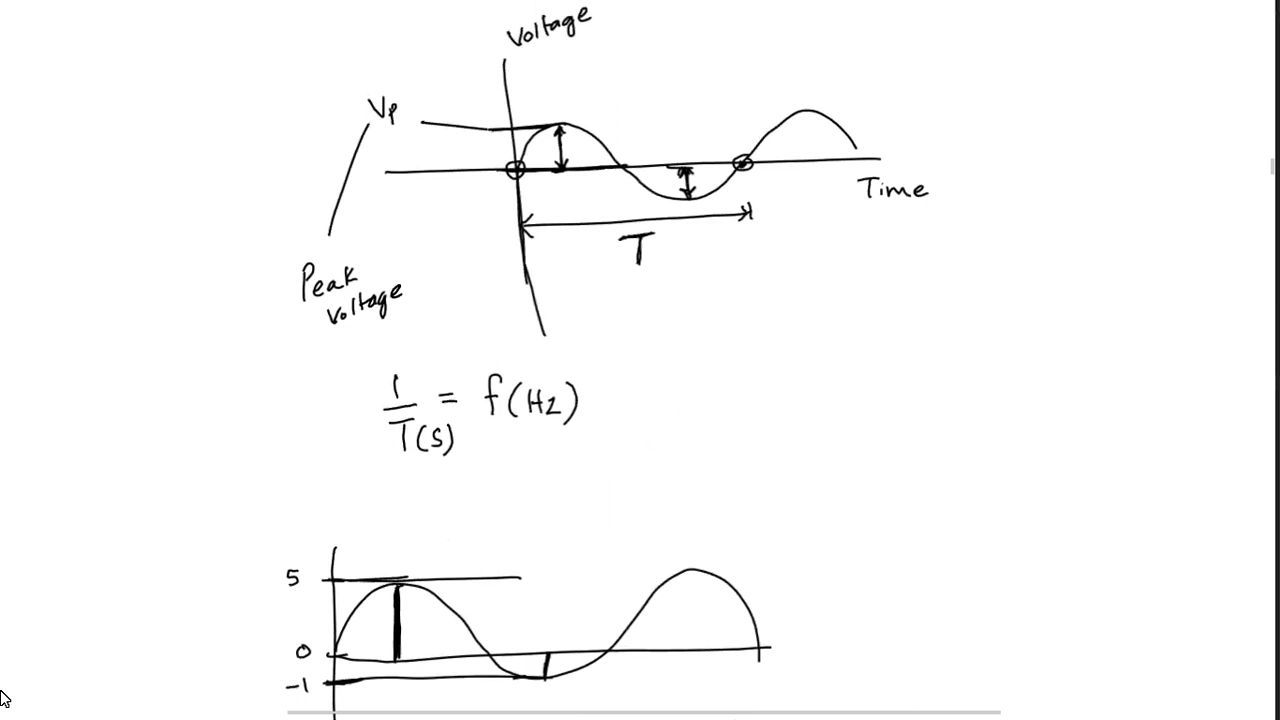 Voltage
Vp
Time
T
Peak
Voltage
1
— = f(Hz)
T(s)
5
0
-1